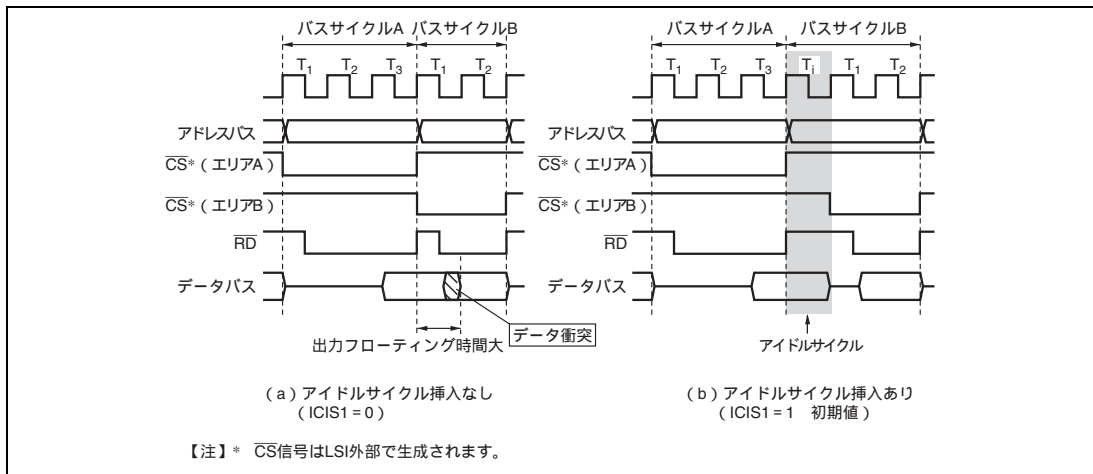 バスサイクルA バスサイクルB
T1 T2 T3 T1 T2
アドレスバス
CS*(エリアA)
CS*(エリアB)
RD
データバス
データ衝突
出力フローティング時間大
(a)アイドルサイクル挿入なし
(ICIS1=0)
バスサイクルA バスサイクルB
T1 T2 T3 Ti T1 T2
アドレスバス
CS*(エリアA)
CS*(エリアB)
RD
データバス
アイドルサイクル
(b)アイドルサイクル挿入あり
(ICIS1=1 初期値)
【注】* CS信号はLSI外部で生成されます。